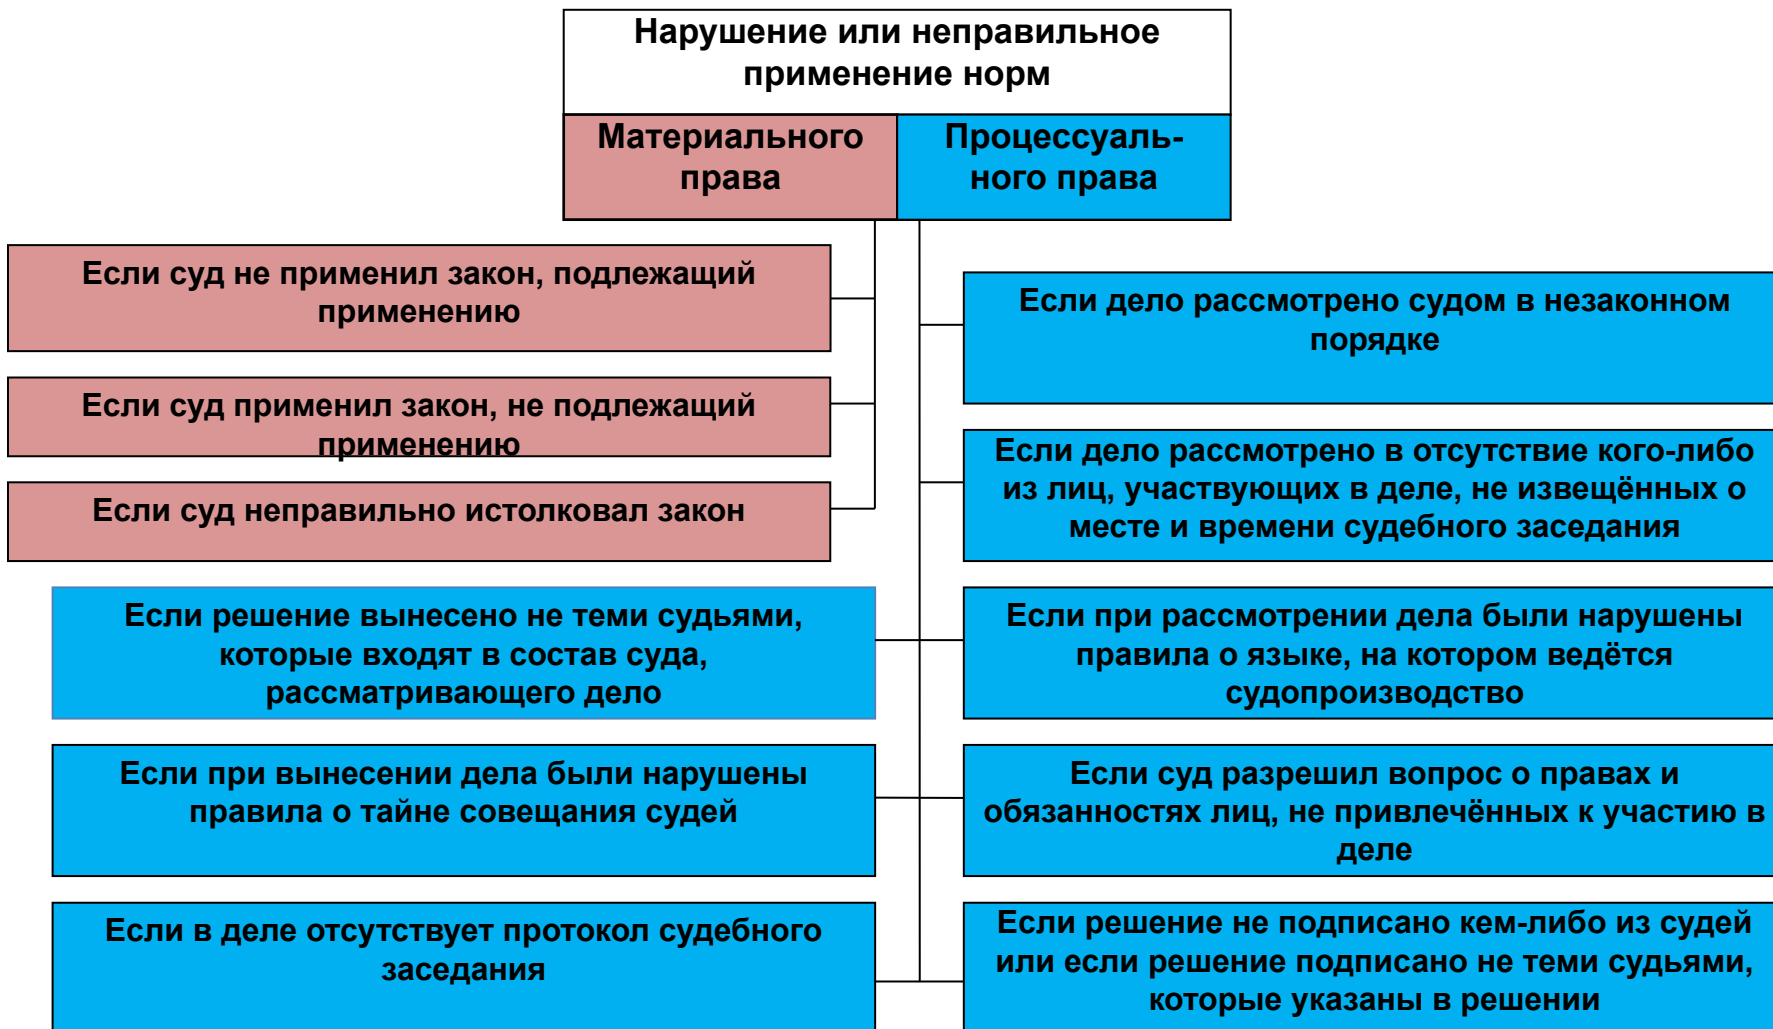 Нарушение или неправильное
применение норм
Материального
права
Процессуаль-
ного права
Если суд не применил закон, подлежащий
применению
Если суд применил закон, не подлежащий
применению
Если суд неправильно истолковал закон
Если дело рассмотрено судом в незаконном
порядке
Если дело рассмотрено в отсутствие кого-либо
из лиц, участвующих в деле, не извещённых о
месте и времени судебного заседания
Если решение вынесено не теми судьями,
которые входят в состав суда,
рассматривающего дело
Если при рассмотрении дела были нарушены
правила о языке, на котором ведётся
судопроизводство
Если при вынесении дела были нарушены
правила о тайне совещания судей
Если суд разрешил вопрос о правах и
обязанностях лиц, не привлечённых к участию в
деле
Если в деле отсутствует протокол судебного
заседания
Если решение не подписано кем-либо из судей
или если решение подписано не теми судьями,
которые указаны в решении